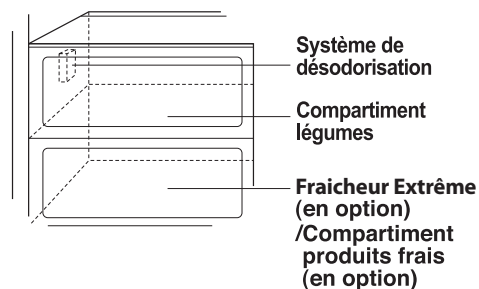 Système de
désodorisation
Compartiment
légumes
Fraicheur Extrême
(en option)
/Compartiment
produits frais
(en option)